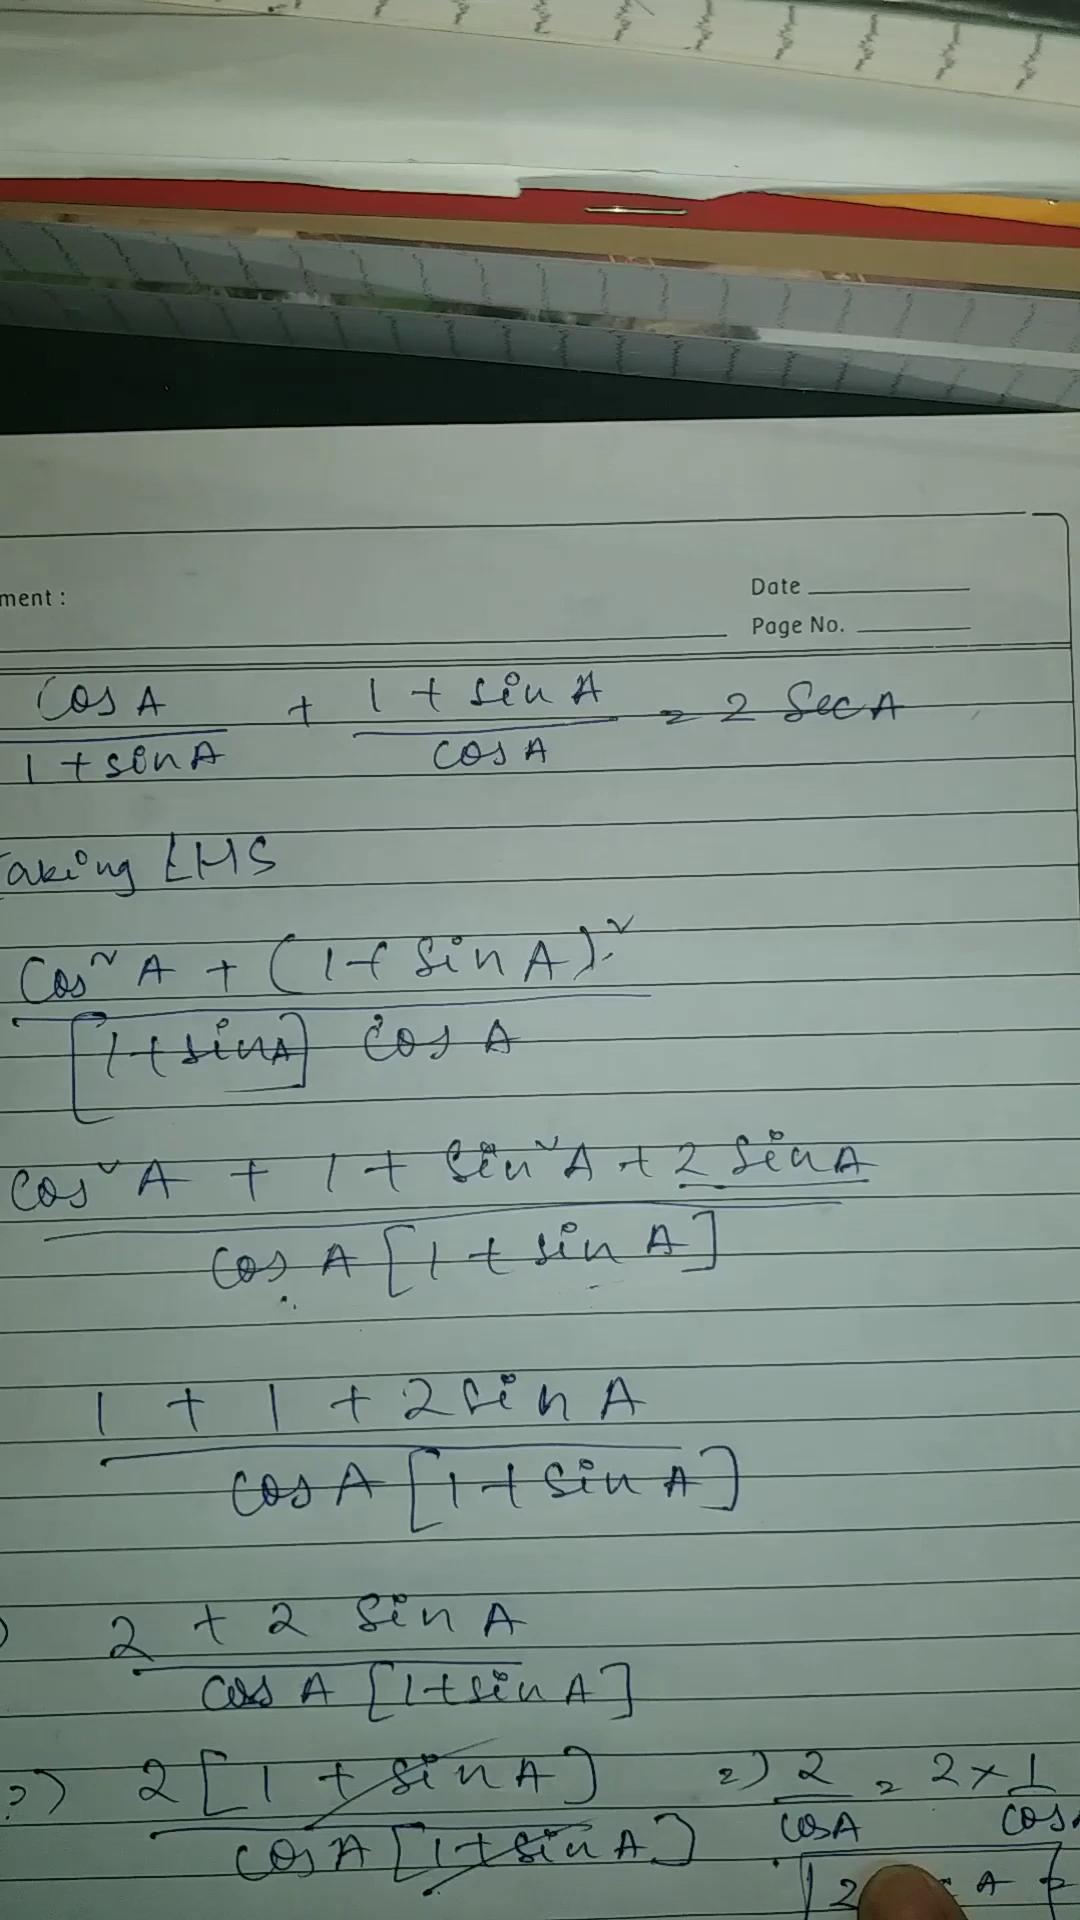 ment :
Date
Page No.
cos A / 1 + sin A + 1 + sin A / cos A = 2 Sec A
Taking LHS
Cos² A + (1 + sin A)² / [1 + sin A] cos A
cos² A + 1 + sin² A + 2 sin A / cos A [1 + sin A]
1 + 1 + 2 sin A / cos A [1 + sin A]
2 + 2 sin A / cos A [1 + sin A]
2 [1 + sin A] / cos A [1 + sin A] => 2 / cos A = 2 × 1 / cos
2 A